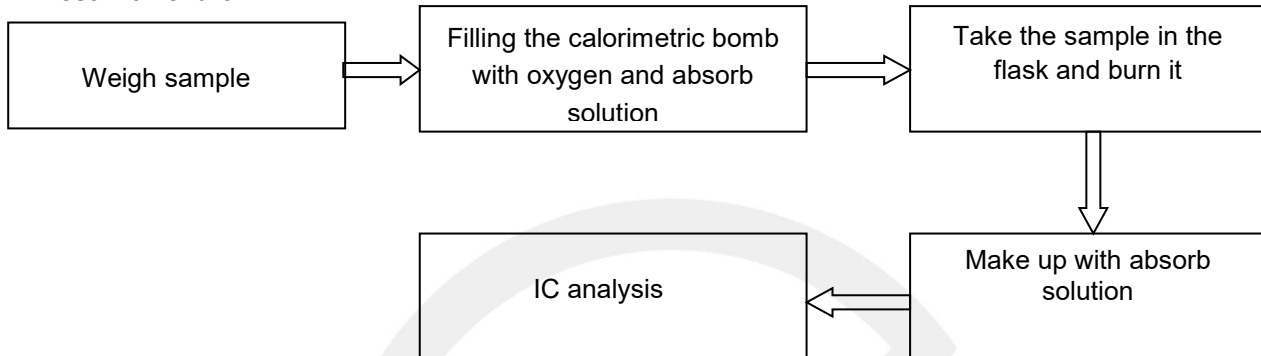 Weigh sample
Filling the calorimetric bomb
with oxygen and absorb
solution
Take the sample in the
flask and burn it
Make up with absorb
solution
IC analysis